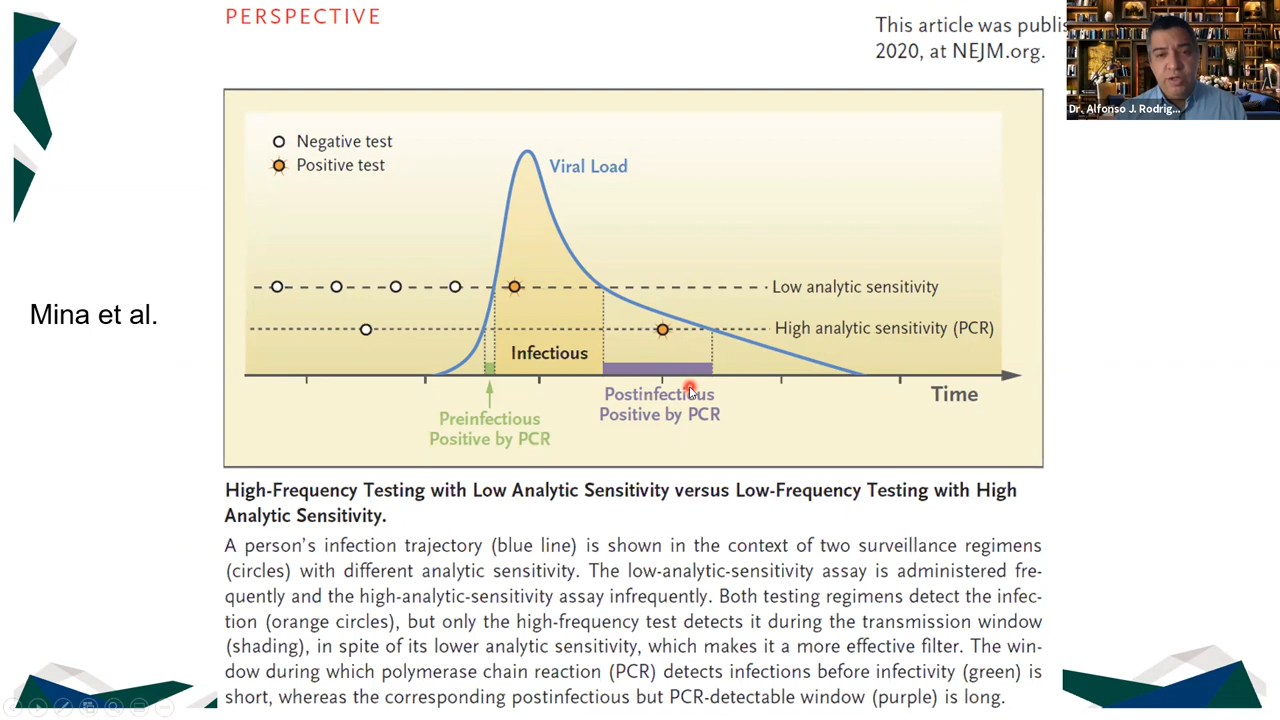 PERSPECTIVE
This article was publis
2020, at NEJM.org.
Dr. Alfonso J. Rodrig...
Negative test
Positive test
Viral Load
Low analytic sensitivity
High analytic sensitivity (PCR)
Infectious
Time
Postinfectious
Positive by PCR
Preinfectious
Positive by PCR
Mina et al.
High-Frequency Testing with Low Analytic Sensitivity versus Low-Frequency Testing with High
Analytic Sensitivity.
A person's infection trajectory (blue line) is shown in the context of two surveillance regimens
(circles) with different analytic sensitivity. The low-analytic-sensitivity assay is administered fre-
quently and the high-analytic-sensitivity assay infrequently. Both testing regimens detect the infec-
tion (orange circles), but only the high-frequency test detects it during the transmission window
(shading), in spite of its lower analytic sensitivity, which makes it a more effective filter. The win-
dow during which polymerase chain reaction (PCR) detects infections before infectivity (green) is
short, whereas the corresponding postinfectious but PCR-detectable window (purple) is long.